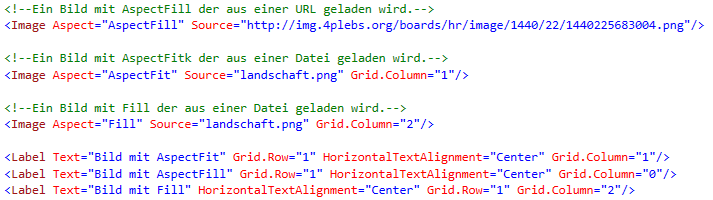 <!--Ein Bild mit AspectFill der aus einer URL geladen wird.-->
<Image Aspect="AspectFill" Source="http://img.4plebs.org/boards/hr/image/1440/22/1440225683004.png"/>
<!--Ein Bild mit AspectFitk der aus einer Datei geladen wird.-->
<Image Aspect="AspectFit" Source="landschaft.png" Grid.Column="1"/>
<!--Ein Bild mit Fill der aus einer Datei geladen wird.-->
<Image Aspect="Fill" Source="landschaft.png" Grid.Column="2"/>
<Label Text="Bild mit AspectFit" Grid.Row="1" HorizontalTextAlignment="Center" Grid.Column="1"/>
<Label Text="Bild mit AspectFill" Grid.Row="1" HorizontalTextAlignment="Center" Grid.Column="0"/>
<Label Text="Bild mit Fill" HorizontalTextAlignment="Center" Grid.Row="1" Grid.Column="2"/>